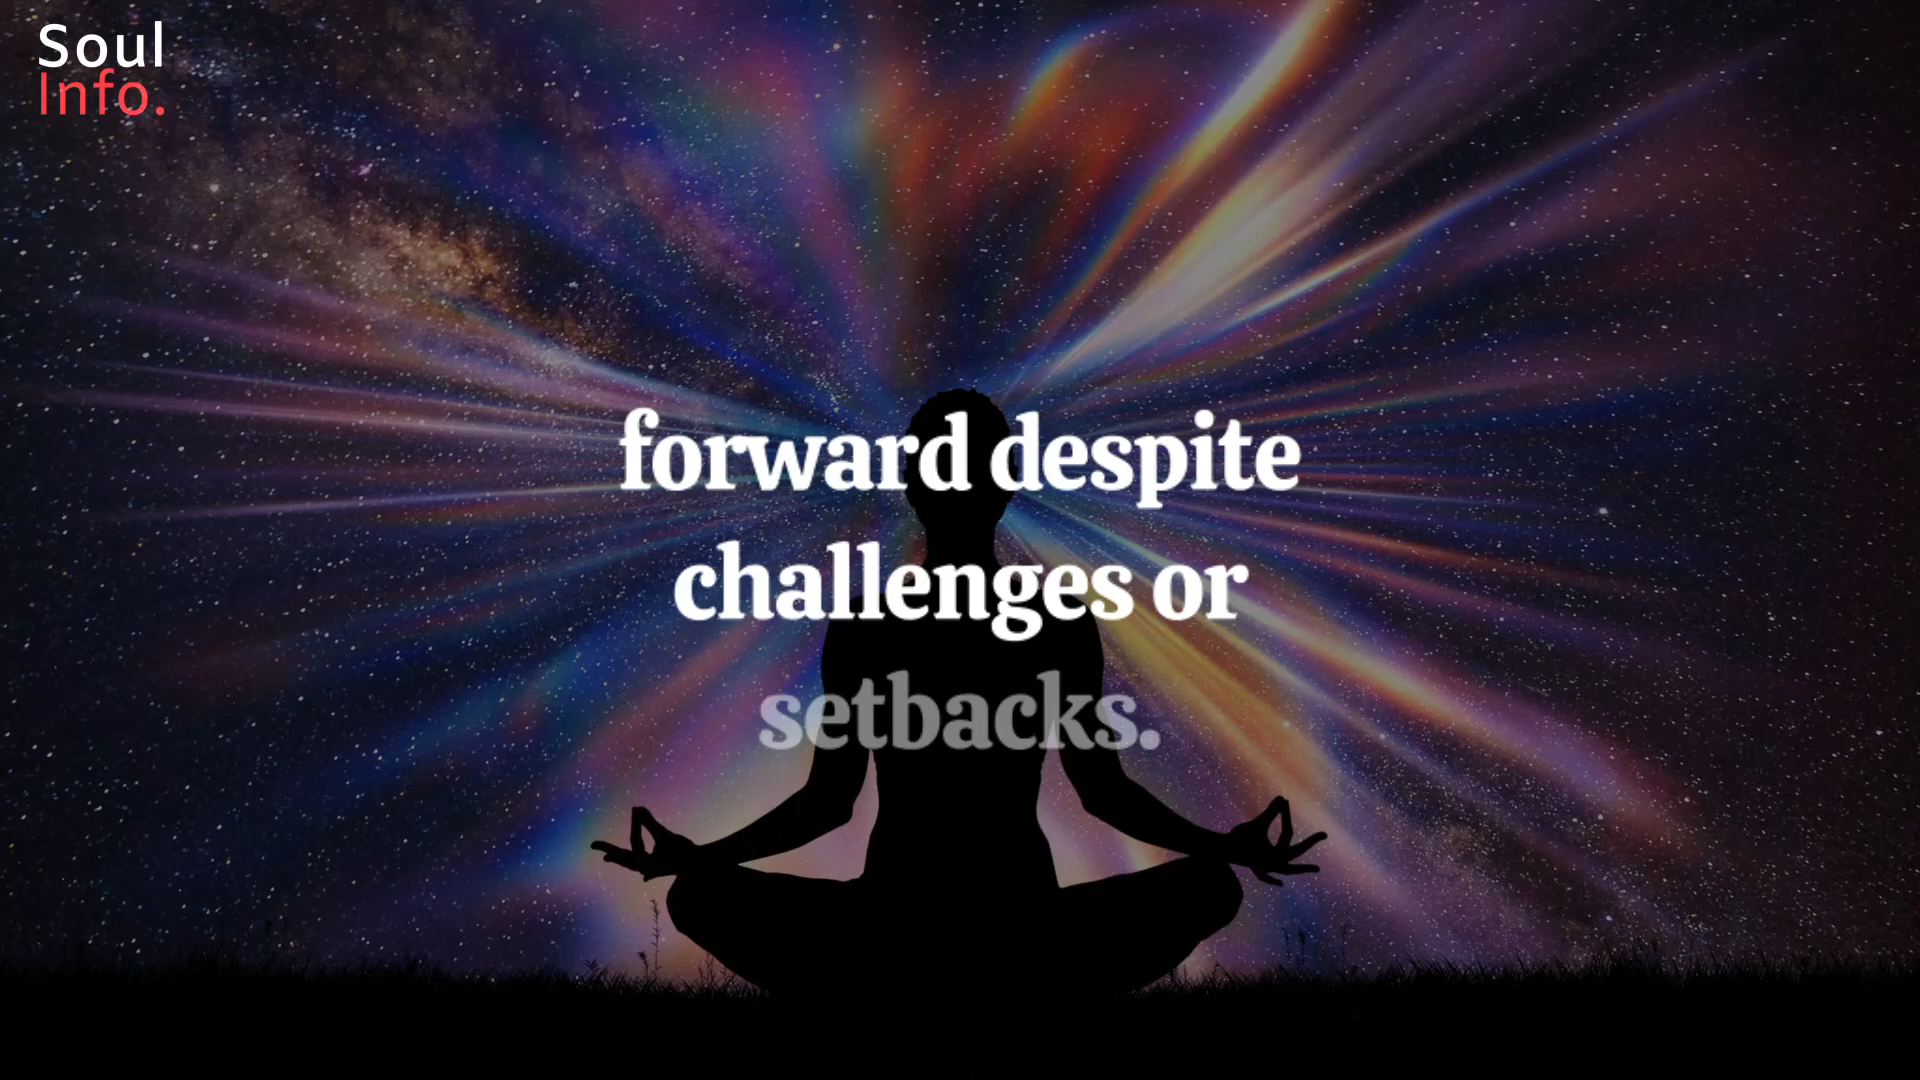 Soul
Info.
forward despite
challenges or
setbacks.